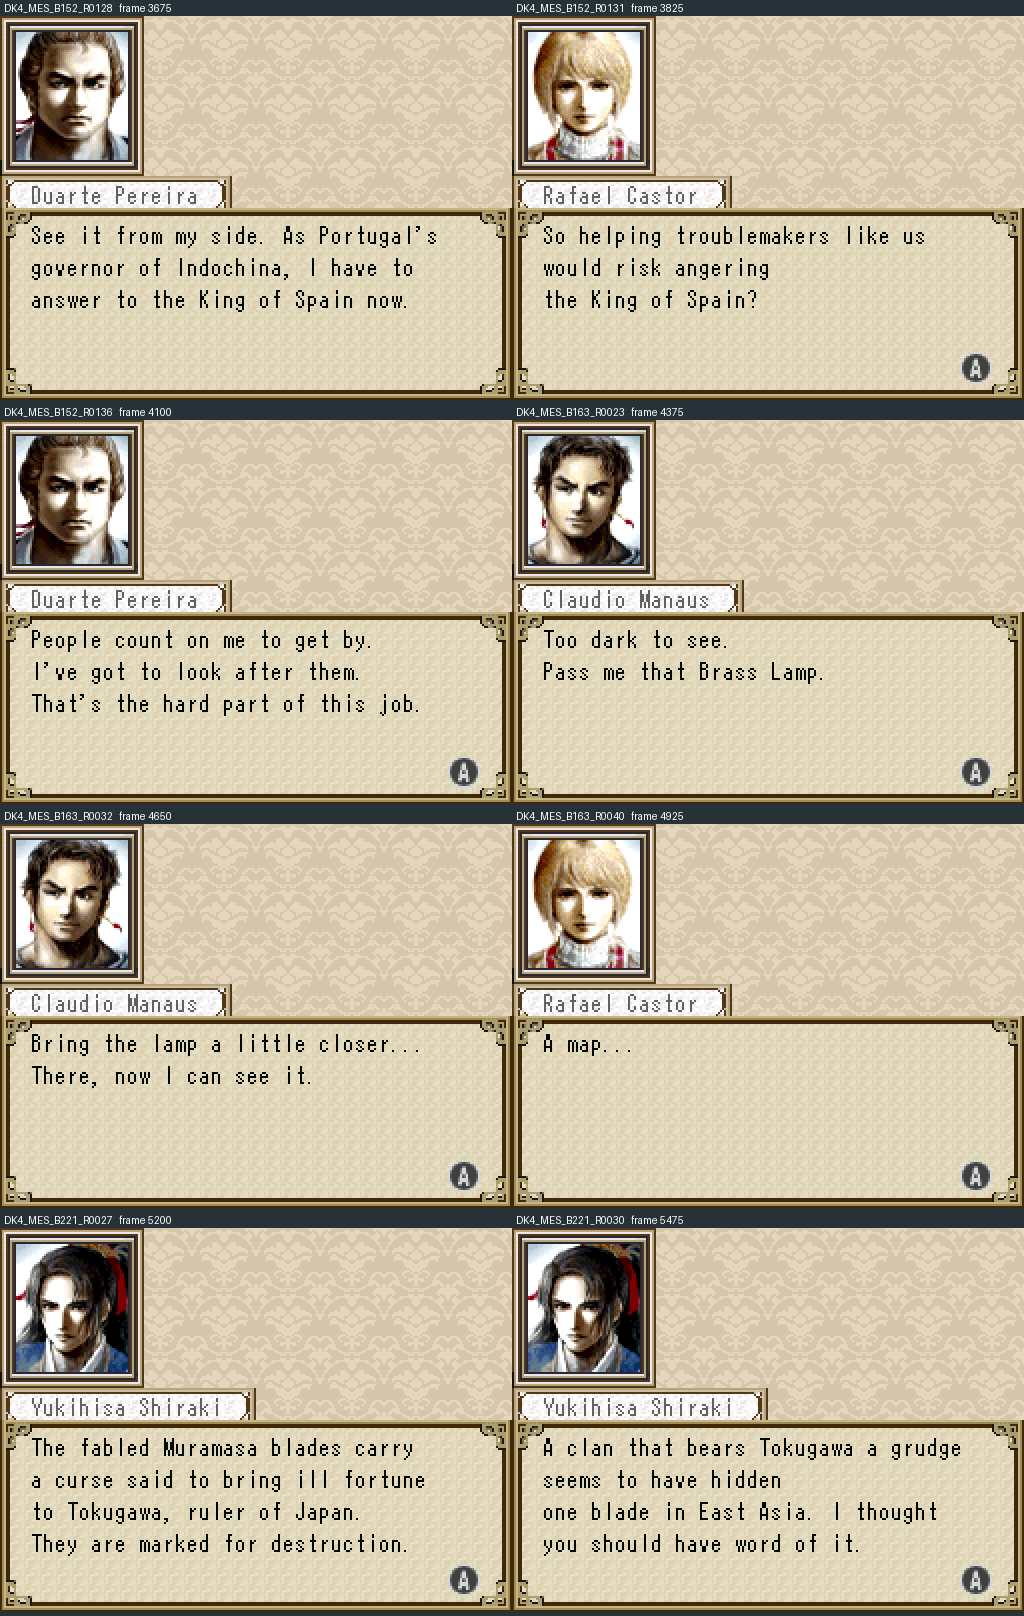 DK4_MES_B152_R0128 frame 3675
Duarte Pereira
See it from my side. As Portugal's
governor of Indochina, I have to
answer to the King of Spain now.
DK4_MES_B152_R0131 frame 3825
Rafael Castor
So helping troublemakers like us
would risk angering
the King of Spain?
A
DK4_MES_B152_R0136 frame 4100
Duarte Pereira
People count on me to get by.
I've got to look after them.
That's the hard part of this job.
A
DK4_MES_B163_R0023 frame 4375
Claudio Manaus
Too dark to see.
Pass me that Brass Lamp.
A
DK4_MES_B163_R0032 frame 4650
Claudio Manaus
Bring the lamp a little closer...
There, now I can see it.
A
DK4_MES_B163_R0040 frame 4925
Rafael Castor
A map...
A
DK4_MES_B221_R0027 frame 5200
Yukihisa Shiraki
The fabled Muramasa blades carry
a curse said to bring ill fortune
to Tokugawa, ruler of Japan.
They are marked for destruction.
A
DK4_MES_B221_R0030 frame 5475
Yukihisa Shiraki
A clan that bears Tokugawa a grudge
seems to have hidden
one blade in East Asia. I thought
you should have word of it.
A